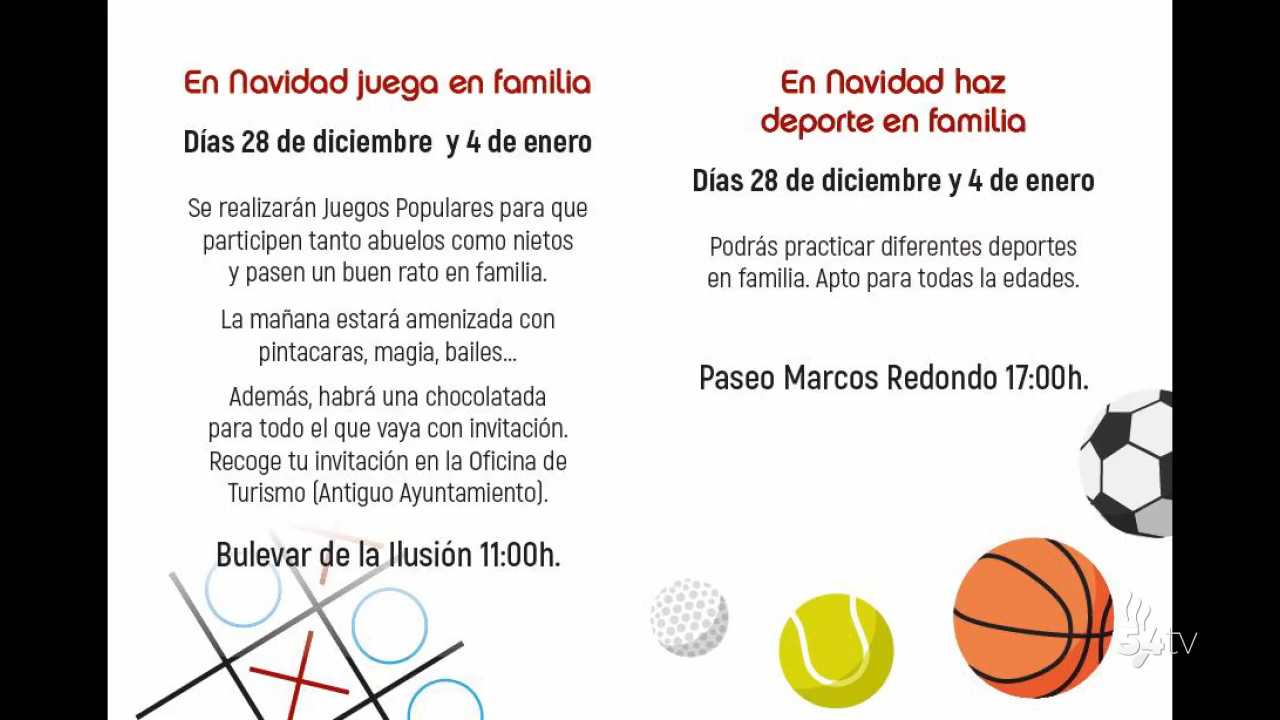 En Navidad juega en familia
Días 28 de diciembre y 4 de enero
Se realizarán Juegos Populares para que
participen tanto abuelos como nietos
y pasen un buen rato en familia.
La mañana estará amenizada con
pintacaras, magia, bailes...
Además, habrá una chocolatada
para todo el que vaya con invitación.
Recoge tu invitación en la Oficina de
Turismo (Antiguo Ayuntamiento).
Bulevar de la Ilusión 11:00h.
En Navidad haz
deporte en familia
Días 28 de diciembre y 4 de enero
Podrás practicar diferentes deportes
en familia. Apto para todas la edades.
Paseo Marcos Redondo 17:00h.
54tv